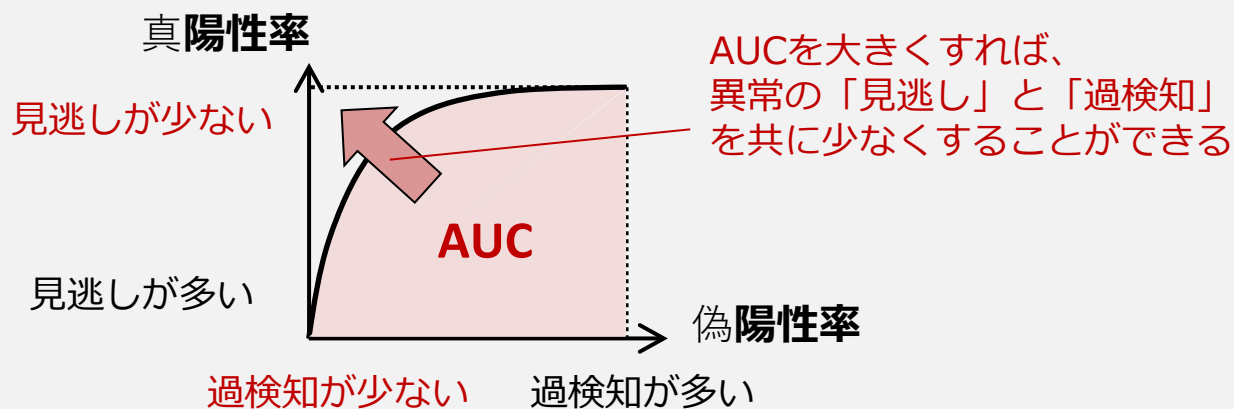 真陽性率
AUCを大きくすれば、
異常の「見逃し」と「過検知」
を共に少なくすることができる
見逃しが少ない
AUC
見逃しが多い
偽陽性率
過検知が少ない
過検知が多い